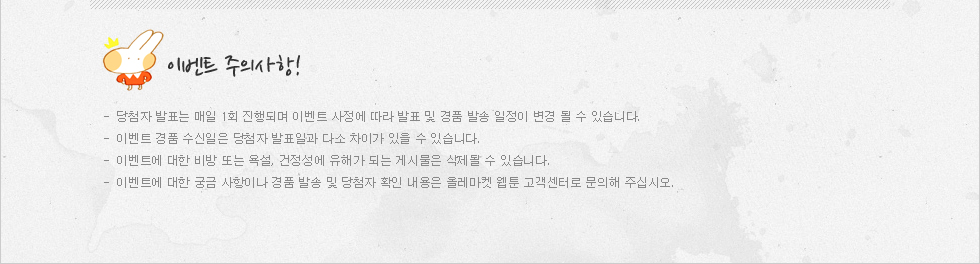 이벤트 주의사항!
- 당첨자 발표는 매일 1회 진행되며 이벤트 사정에 따라 발표 및 경품 발송 일정이 변경 될 수 있습니다.
- 이벤트 경품 수신일은 당첨자 발표일과 다소 차이가 있을 수 있습니다.
- 이벤트에 대한 비방 또는 욕설, 건정성에 유해가 되는 게시물은 삭제될 수 있습니다.
- 이벤트에 대한 궁금 사항이나 경품 발송 및 당첨자 확인 내용은 올레마켓 웹툰 고객센터로 문의해 주십시오.